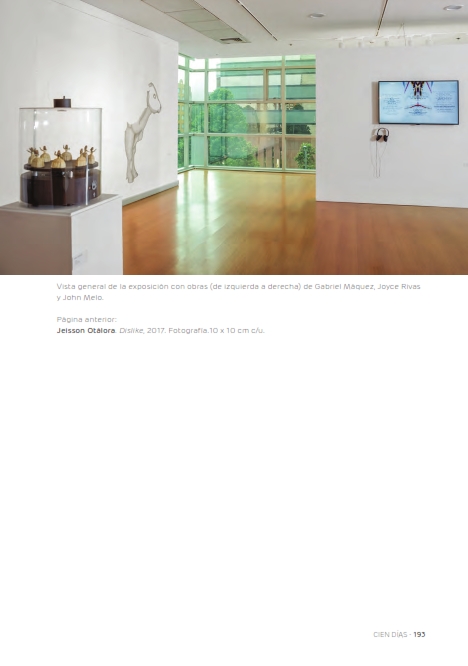 Vista general de la exposición con obras (de izquierda a derecha) de Gabriel Máquez, Joyce Rivas
y John Melo.
Página anterior:
Jeisson Otálora Dislike, 2017. Fotografía.10 x 10 cm c/u.
CIEN DÍAS · 193